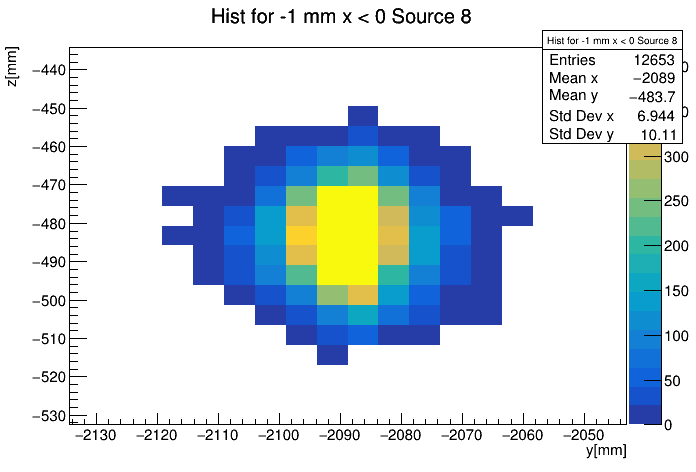 Hist for -1 mm x < 0 Source 8
Hist for -1 mm x < 0 Source 8
Entries 12653
Mean x −2089
Mean y −483.7
Std Dev x 6.944
Std Dev y 10.11
z[mm]
−440
−450
−460
−470
−480
−490
−500
−510
−520
−530
300
250
200
150
100
50
0
−2130 −2120 −2110 −2100 −2090 −2080 −2070 −2060 −2050
y[mm]